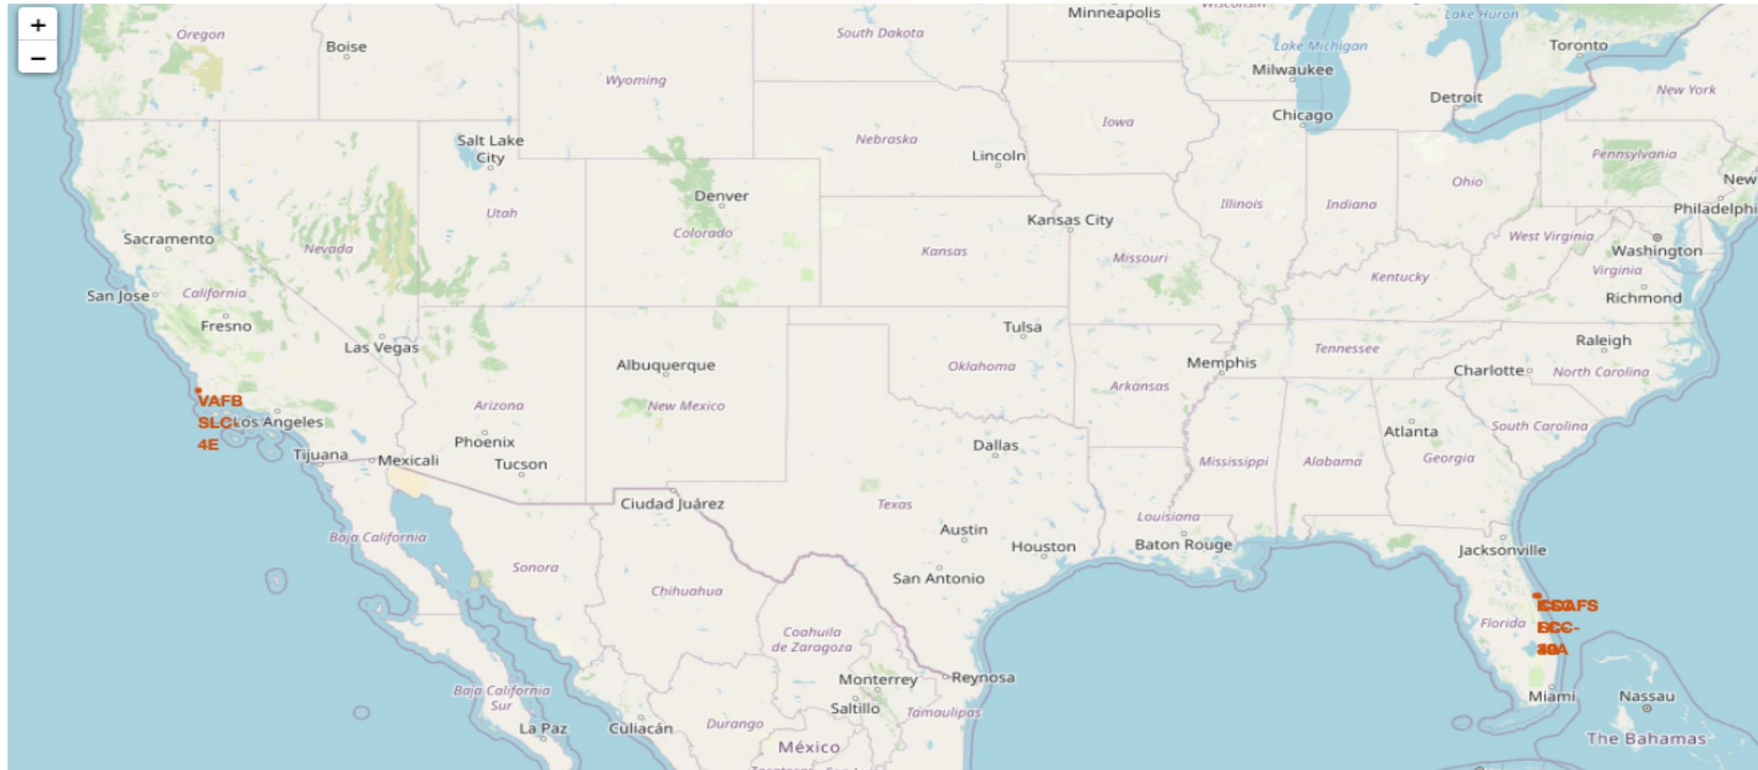 +
−
Oregon
Boise
South Dakota
Minneapolis
Wisconsin
Lake Huron
Toronto
Wyoming
Lake Michigan
Milwaukee
Detroit
New York
Chicago
Iowa
Salt Lake
City
Nebraska
Lincoln
Pennsylvania
New
Denver
Utah
Colorado
Illinois
Indiana
Ohio
Philadelphi
Kansas City
Sacramento
Nevada
Kansas
Missouri
West Virginia
Washington
Virginia
Kentucky
San Jose
California
Richmond
Fresno
Las Vegas
Tulsa
Raleigh
Tennessee
Albuquerque
Oklahoma
Memphis
Charlotte
North Carolina
Arkansas
VAFB
SLC-
4E
Los Angeles
Arizona
New Mexico
Phoenix
Tucson
Dallas
Atlanta
South Carolina
Tijuana
Mexicali
Mississippi
Alabama
Georgia
Ciudad Juárez
Texas
Louisiana
Austin
Houston
Baton Rouge
Jacksonville
Baja California
Sonora
Chihuahua
San Antonio
Florida
Coahuila
de Zaragoza
Monterrey
Reynosa
Baja California
Sur
Saltillo
Tamaulipas
Miami
Nassau
La Paz
Culiacán
Durango
México
The Bahamas